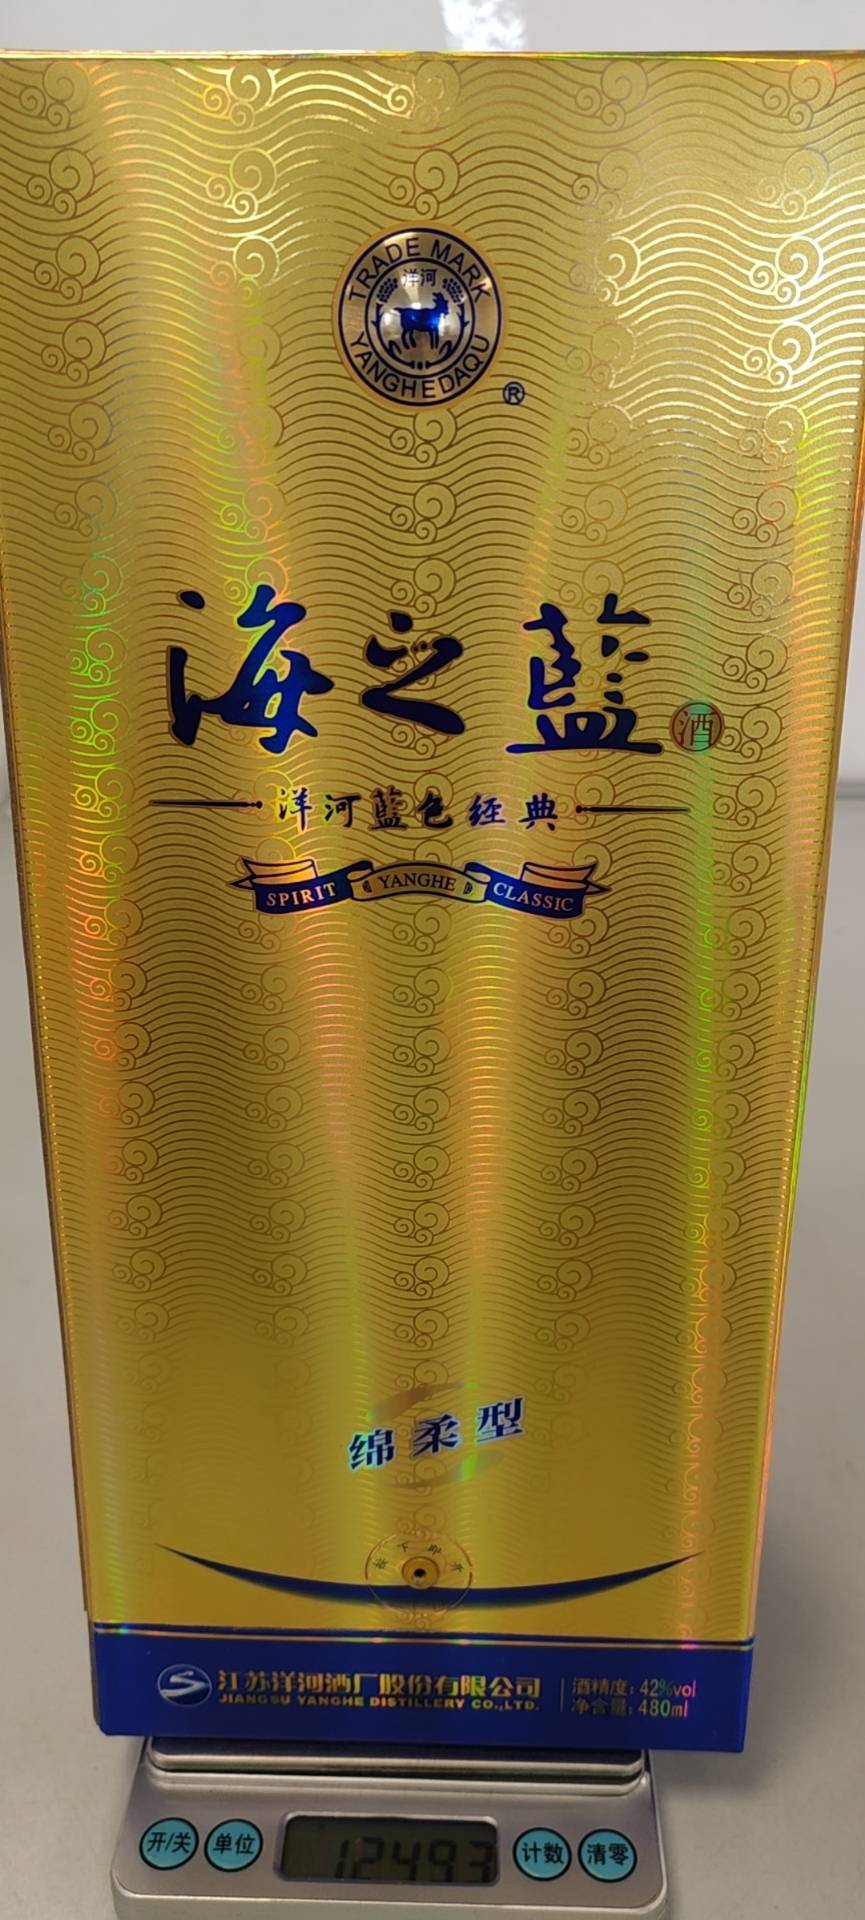 TRADE MARK
洋河
YANGHEDAQU
®
海之藍
酒
洋河藍色经典
SPIRIT YANGHE CLASSIC
绵柔型
江苏洋河酒厂股份有限公司
JIANGSU YANGHE DISTILLERY CO.,LTD.
酒精度：42%vol
净含量：480ml
开/关 单位 12493 计数 清零